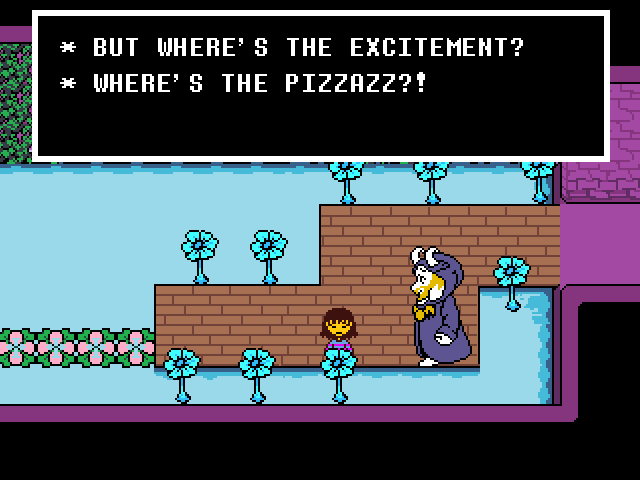 * BUT WHERE'S THE EXCITEMENT?
* WHERE'S THE PIZZAZZ?!